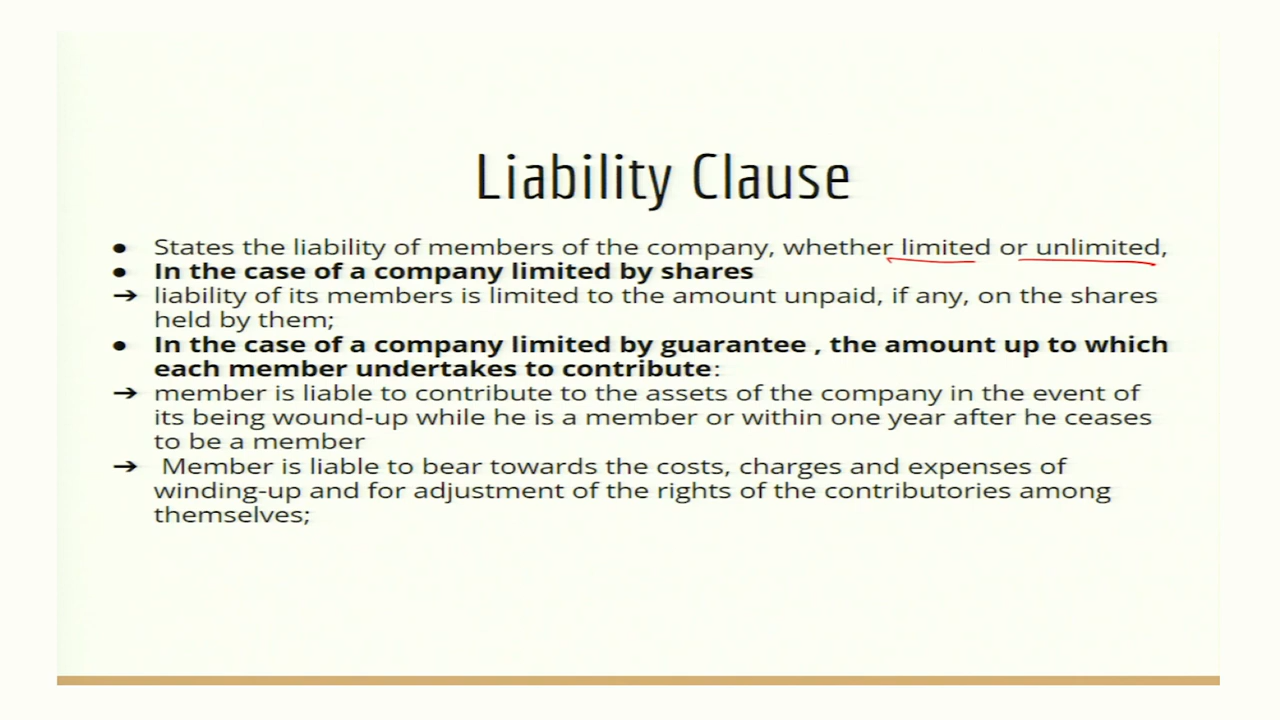 Liability Clause
● States the liability of members of the company, whether limited or unlimited,
● In the case of a company limited by shares
➔ liability of its members is limited to the amount unpaid, if any, on the shares
held by them;
● In the case of a company limited by guarantee , the amount up to which
each member undertakes to contribute:
➔ member is liable to contribute to the assets of the company in the event of
its being wound-up while he is a member or within one year after he ceases
to be a member
➔ Member is liable to bear towards the costs, charges and expenses of
winding-up and for adjustment of the rights of the contributories among
themselves;